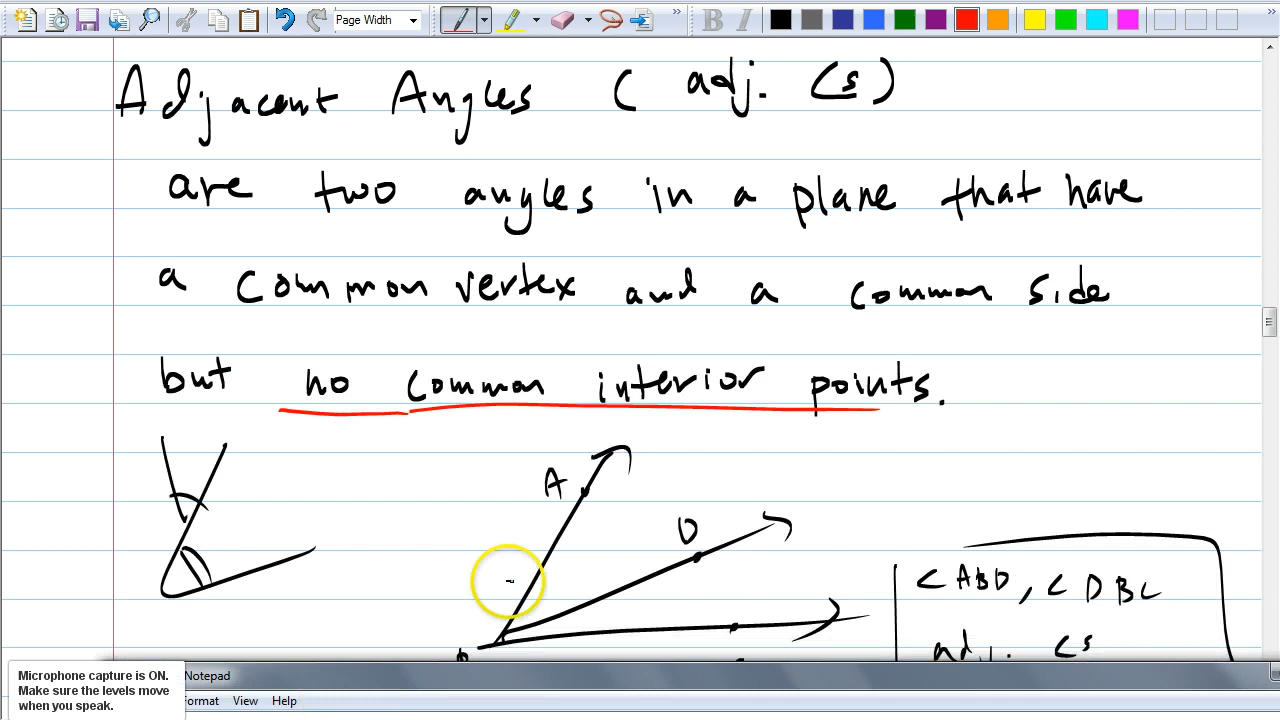 Page Width
B I U
Adjacent Angles ( adj. ∠s)
are two angles in a plane that have
a common vertex and a common side
but no common interior points.
A
D
∠ABD, ∠DBC
adj. ∠s
Microphone capture is ON.
Make sure the levels move
when you speak.
Notepad
Format View Help